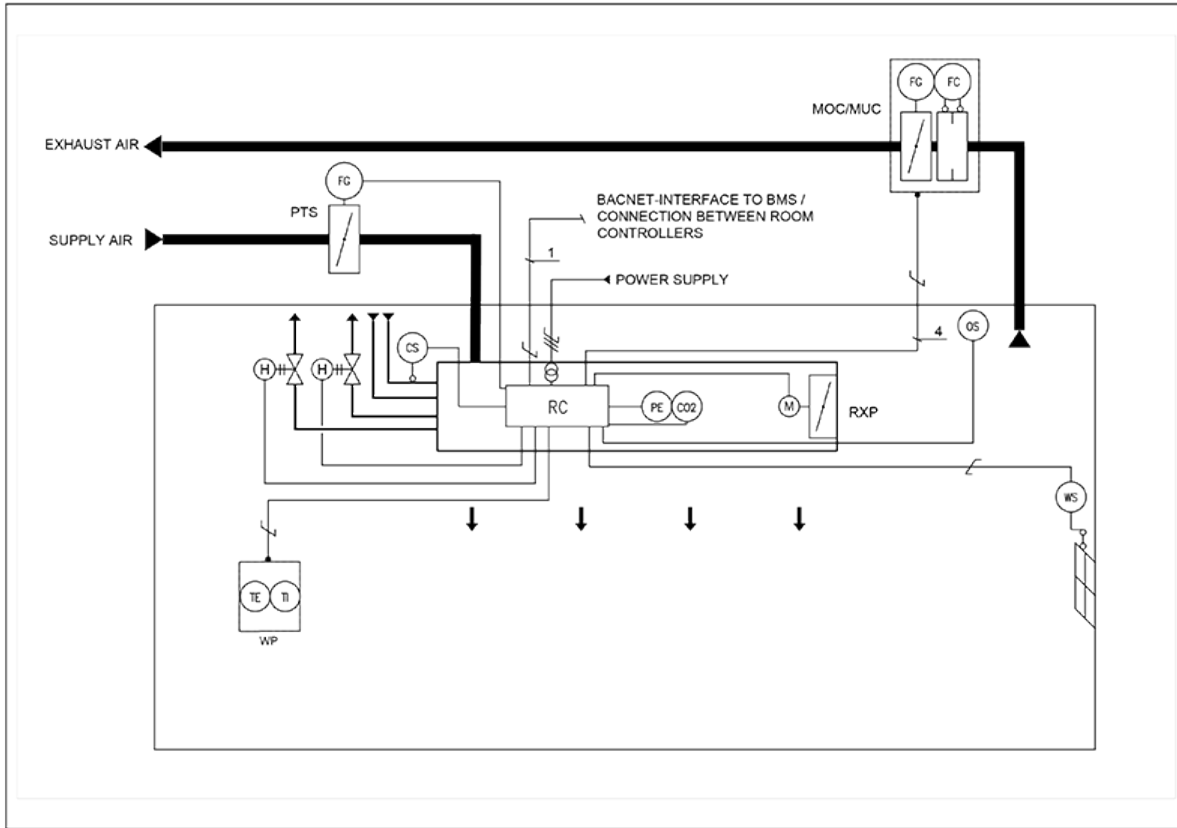 FG
FC
MOC/MUC
EXHAUST AIR
FG
BACNET-INTERFACE TO BMS /
CONNECTION BETWEEN ROOM
CONTROLLERS
PTS
SUPPLY AIR
1
POWER SUPPLY
4
OS
CS
H
H
RC
PE
CO2
M
RXP
WS
TE
TI
WP